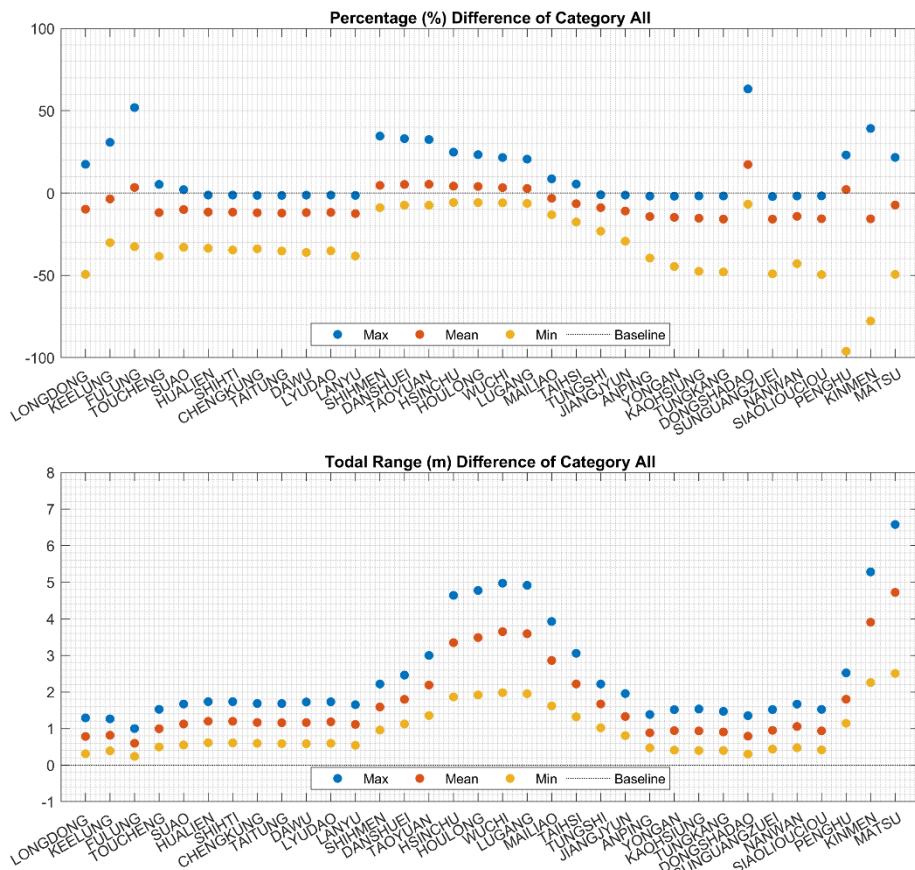 Percentage (%) Difference of Category All
100
50
0
-50
-100
Max Mean Min Baseline
LONGDONG
KEELUNG
FULUNG
TOUCHENG
SUAO
HUALIEN
SHIHTI
CHENGKUNG
TAITUNG
DAWU
LYUDAO
LANYU
SHIHMEN
DANSHUEI
TAOYUAN
HSINCHU
HOULONG
WUCHI
LUGANG
MAILIAO
TAIHSI
TUNGSHI
JIANGJYUN
ANPING
YONGAN
KAOHSIUNG
TUNGKANG
DONGSHADAO
SUNGUANGZUEI
NANWAN
SIAOLIOUCIOU
PENGHU
KINMEN
MATSU
Todal Range (m) Difference of Category All
8
7
6
5
4
3
2
1
0
-1
Max Mean Min Baseline
LONGDONG
KEELUNG
FULUNG
TOUCHENG
SUAO
HUALIEN
SHIHTI
CHENGKUNG
TAITUNG
DAWU
LYUDAO
LANYU
SHIHMEN
DANSHUEI
TAOYUAN
HSINCHU
HOULONG
WUCHI
LUGANG
MAILIAO
TAIHSI
TUNGSHI
JIANGJYUN
ANPING
YONGAN
KAOHSIUNG
TUNGKANG
DONGSHADAO
SUNGUANGZUEI
NANWAN
SIAOLIOUCIOU
PENGHU
KINMEN
MATSU